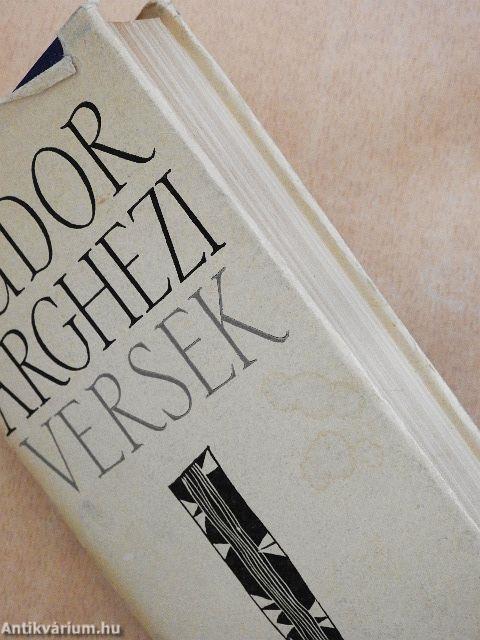 UDOR
ARGHEZI
VERSEK
Antikvárium.hu